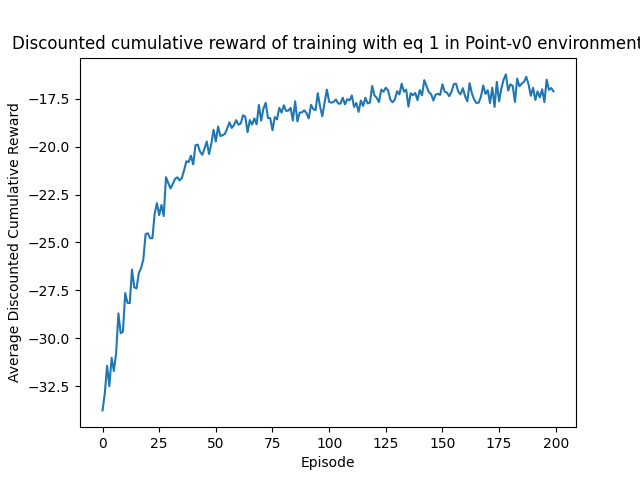 Discounted cumulative reward of training with eq 1 in Point-v0 environment
−17.5
−20.0
−22.5
−25.0
−27.5
−30.0
−32.5
Average Discounted Cumulative Reward
0 25 50 75 100 125 150 175 200
Episode